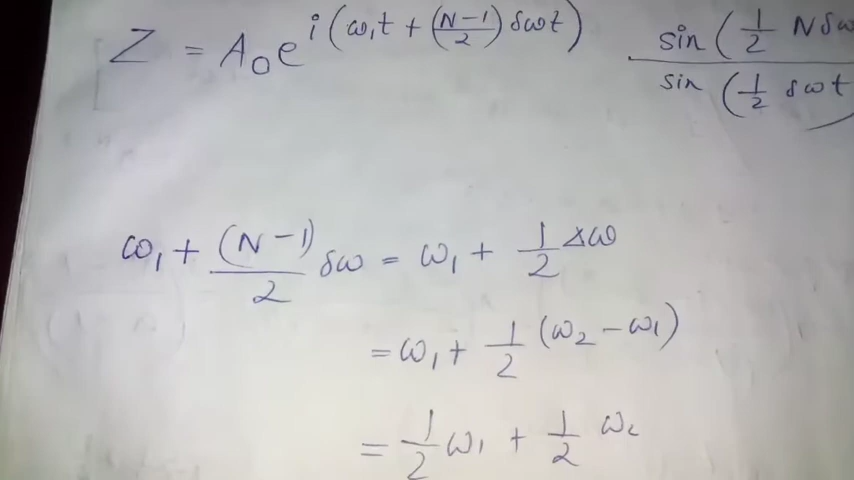 Z = A₀e^{i(ω₁t + (N-1)/2 δωt)} sin(1/2 Nδω / sin(1/2 δωt
ω₁ + (N-1)/2 δω = ω₁ + 1/2 Δω
= ω₁ + 1/2 (ω₂ - ω₁)
= 1/2 ω₁ + 1/2 ω₂